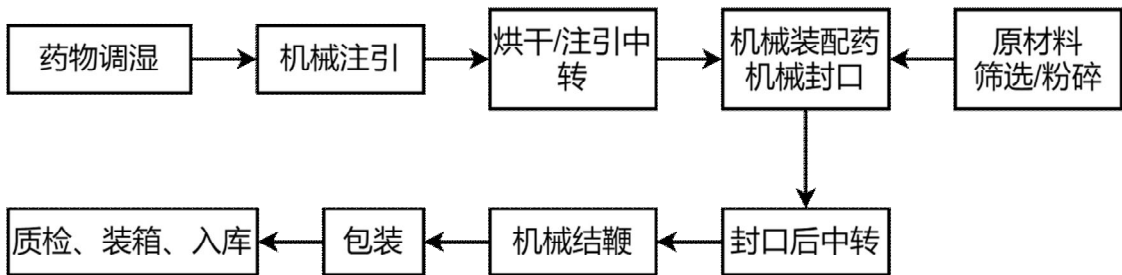 药物调湿
机械注引
烘干/注引中
转
机械装配药
机械封口
原材料
筛选/粉碎
质检、装箱、入库
包装
机械结鞭
封口后中转